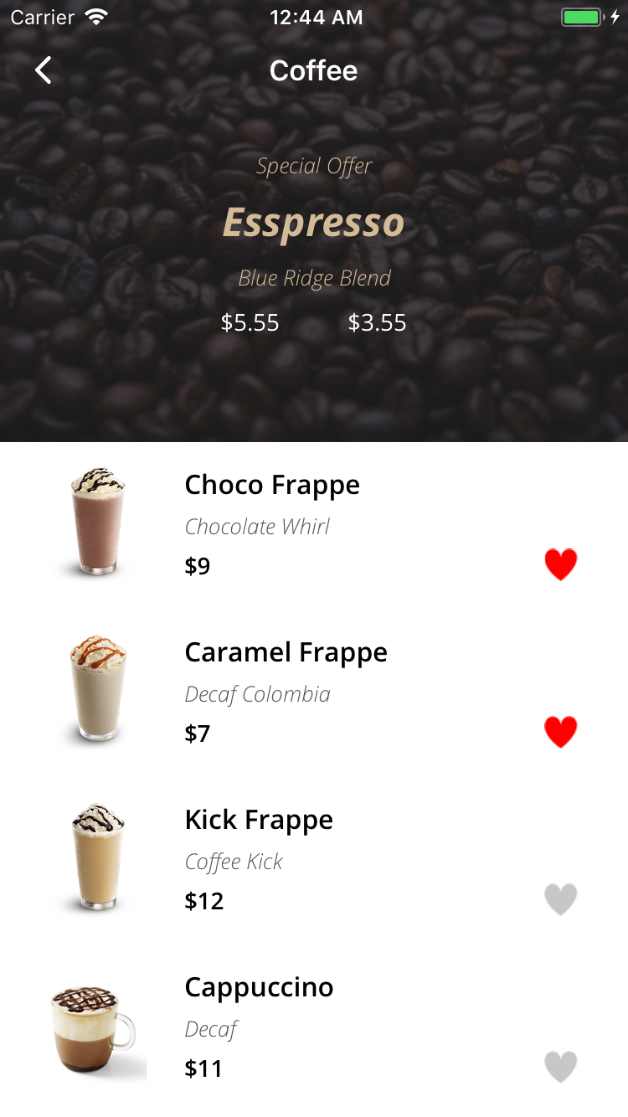 Carrier 12:44 AM
Coffee
Special Offer
Esspresso
Blue Ridge Blend
$5.55 $3.55
Choco Frappe
Chocolate Whirl
$9
Caramel Frappe
Decaf Colombia
$7
Kick Frappe
Coffee Kick
$12
Cappuccino
Decaf
$11